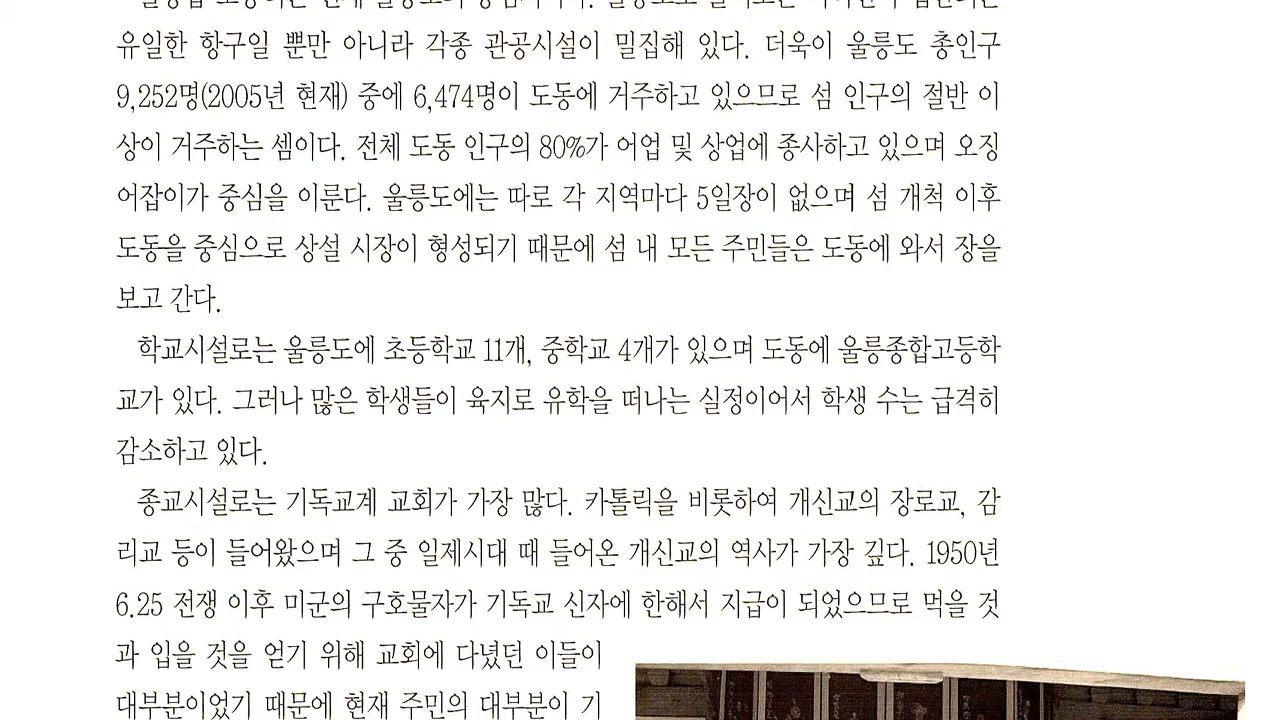 유일한 항구일 뿐만 아니라 각종 관공시설이 밀집해 있다. 더욱이 울릉도 총인구
9,252명(2005년 현재) 중에 6,474명이 도동에 거주하고 있으므로 섬 인구의 절반 이
상이 거주하는 셈이다. 전체 도동 인구의 80%가 어업 및 상업에 종사하고 있으며 오징
어잡이가 중심을 이룬다. 울릉도에는 따로 각 지역마다 5일장이 없으며 섬 개척 이후
도동을 중심으로 상설 시장이 형성되기 때문에 섬 내 모든 주민들은 도동에 와서 장을
보고 간다.
학교시설로는 울릉도에 초등학교 11개, 중학교 4개가 있으며 도동에 울릉종합고등학
교가 있다. 그러나 많은 학생들이 육지로 유학을 떠나는 실정이어서 학생 수는 급격히
감소하고 있다.
종교시설로는 기독교계 교회가 가장 많다. 카톨릭을 비롯하여 개신교의 장로교, 감
리교 등이 들어왔으며 그 중 일제시대 때 들어온 개신교의 역사가 가장 깊다. 1950년
6.25 전쟁 이후 미군의 구호물자가 기독교 신자에 한해서 지급이 되었으므로 먹을 것
과 입을 것을 얻기 위해 교회에 다녔던 이들이
대부분이었기 때문에 현재 주민의 대부분이 기